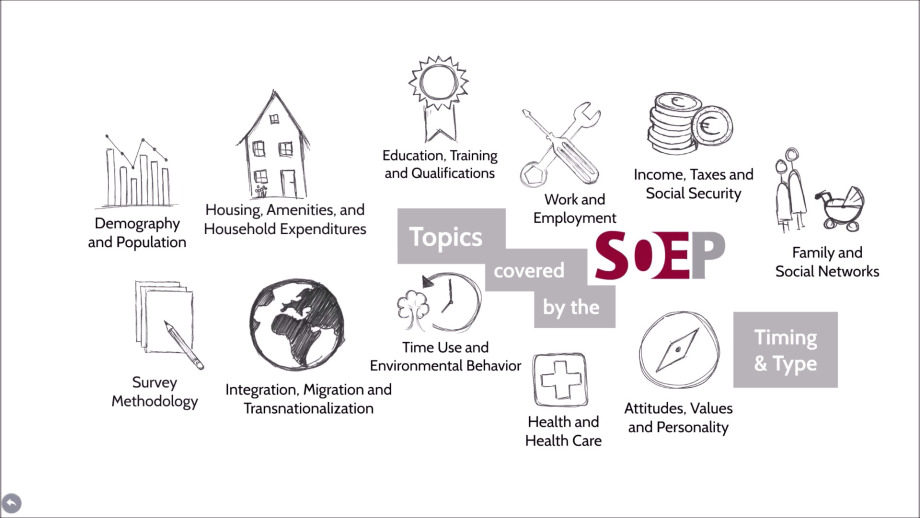 Education, Training
and Qualifications
Income, Taxes and
Social Security
Work and
Employment
Housing, Amenities, and
Household Expenditures
Demography
and Population
Topics
covered
by the
SOEP
Family and
Social Networks
Timing
& Type
Time Use and
Environmental Behavior
Survey
Methodology
Integration, Migration and
Transnationalization
Health and
Health Care
Attitudes, Values
and Personality